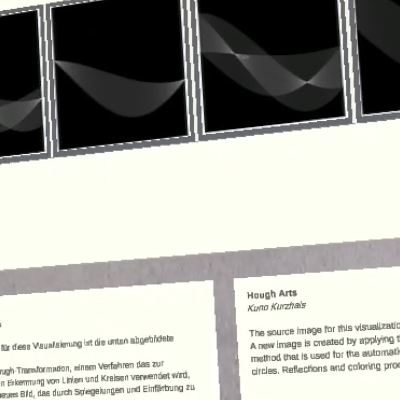 für diese Visualisierung ist die unten abgebildete
ugh-Transformation, einem Verfahren das zur
n Erkennung von Linien und Kreisen verwendet wird,
eues Bild, das durch Spiegelungen und Einfärbung zu
Hough Arts
Kuno Kurzhals
The source image for this visualizatio
A new image is created by applying t
method that is used for the automati
circles. Reflections and coloring pro